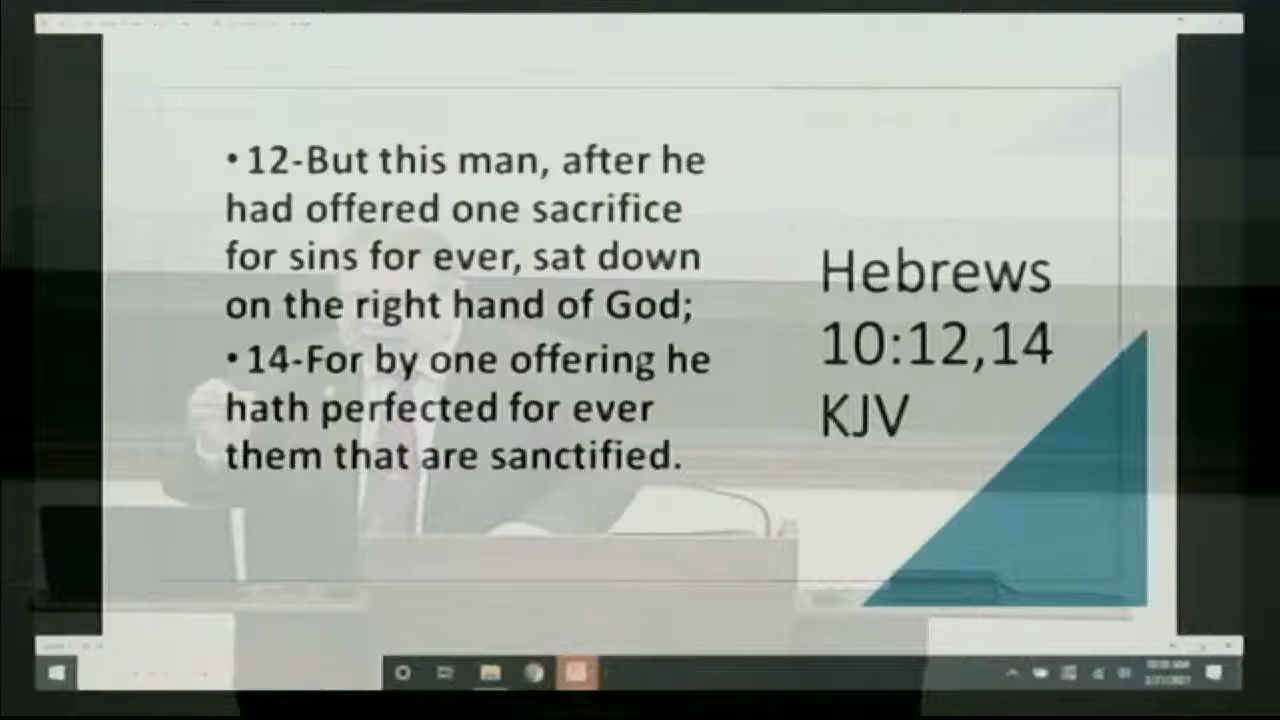 • 12-But this man, after he
had offered one sacrifice
for sins for ever, sat down
on the right hand of God;
• 14-For by one offering he
hath perfected for ever
them that are sanctified.
Hebrews
10:12,14
KJV